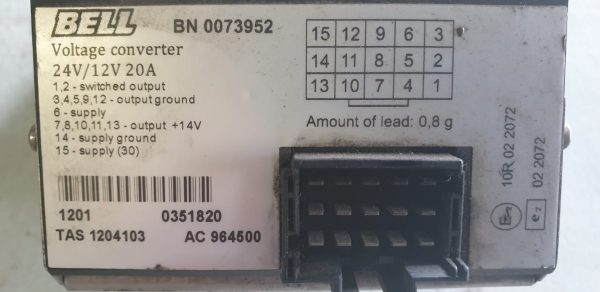 BELL BN 0073952
Voltage converter
24V/12V 20A
1,2 - switched output
3,4,5,9,12 - output ground
6 - supply
7,8,10,11,13 - output +14V
14 - supply ground
15 - supply (30)
15 12 9 6 3
14 11 8 5 2
13 10 7 4 1
Amount of lead: 0,8 g
1201 0351820
TAS 1204103 AC 964500
10R 02 2072
e7 02 2072